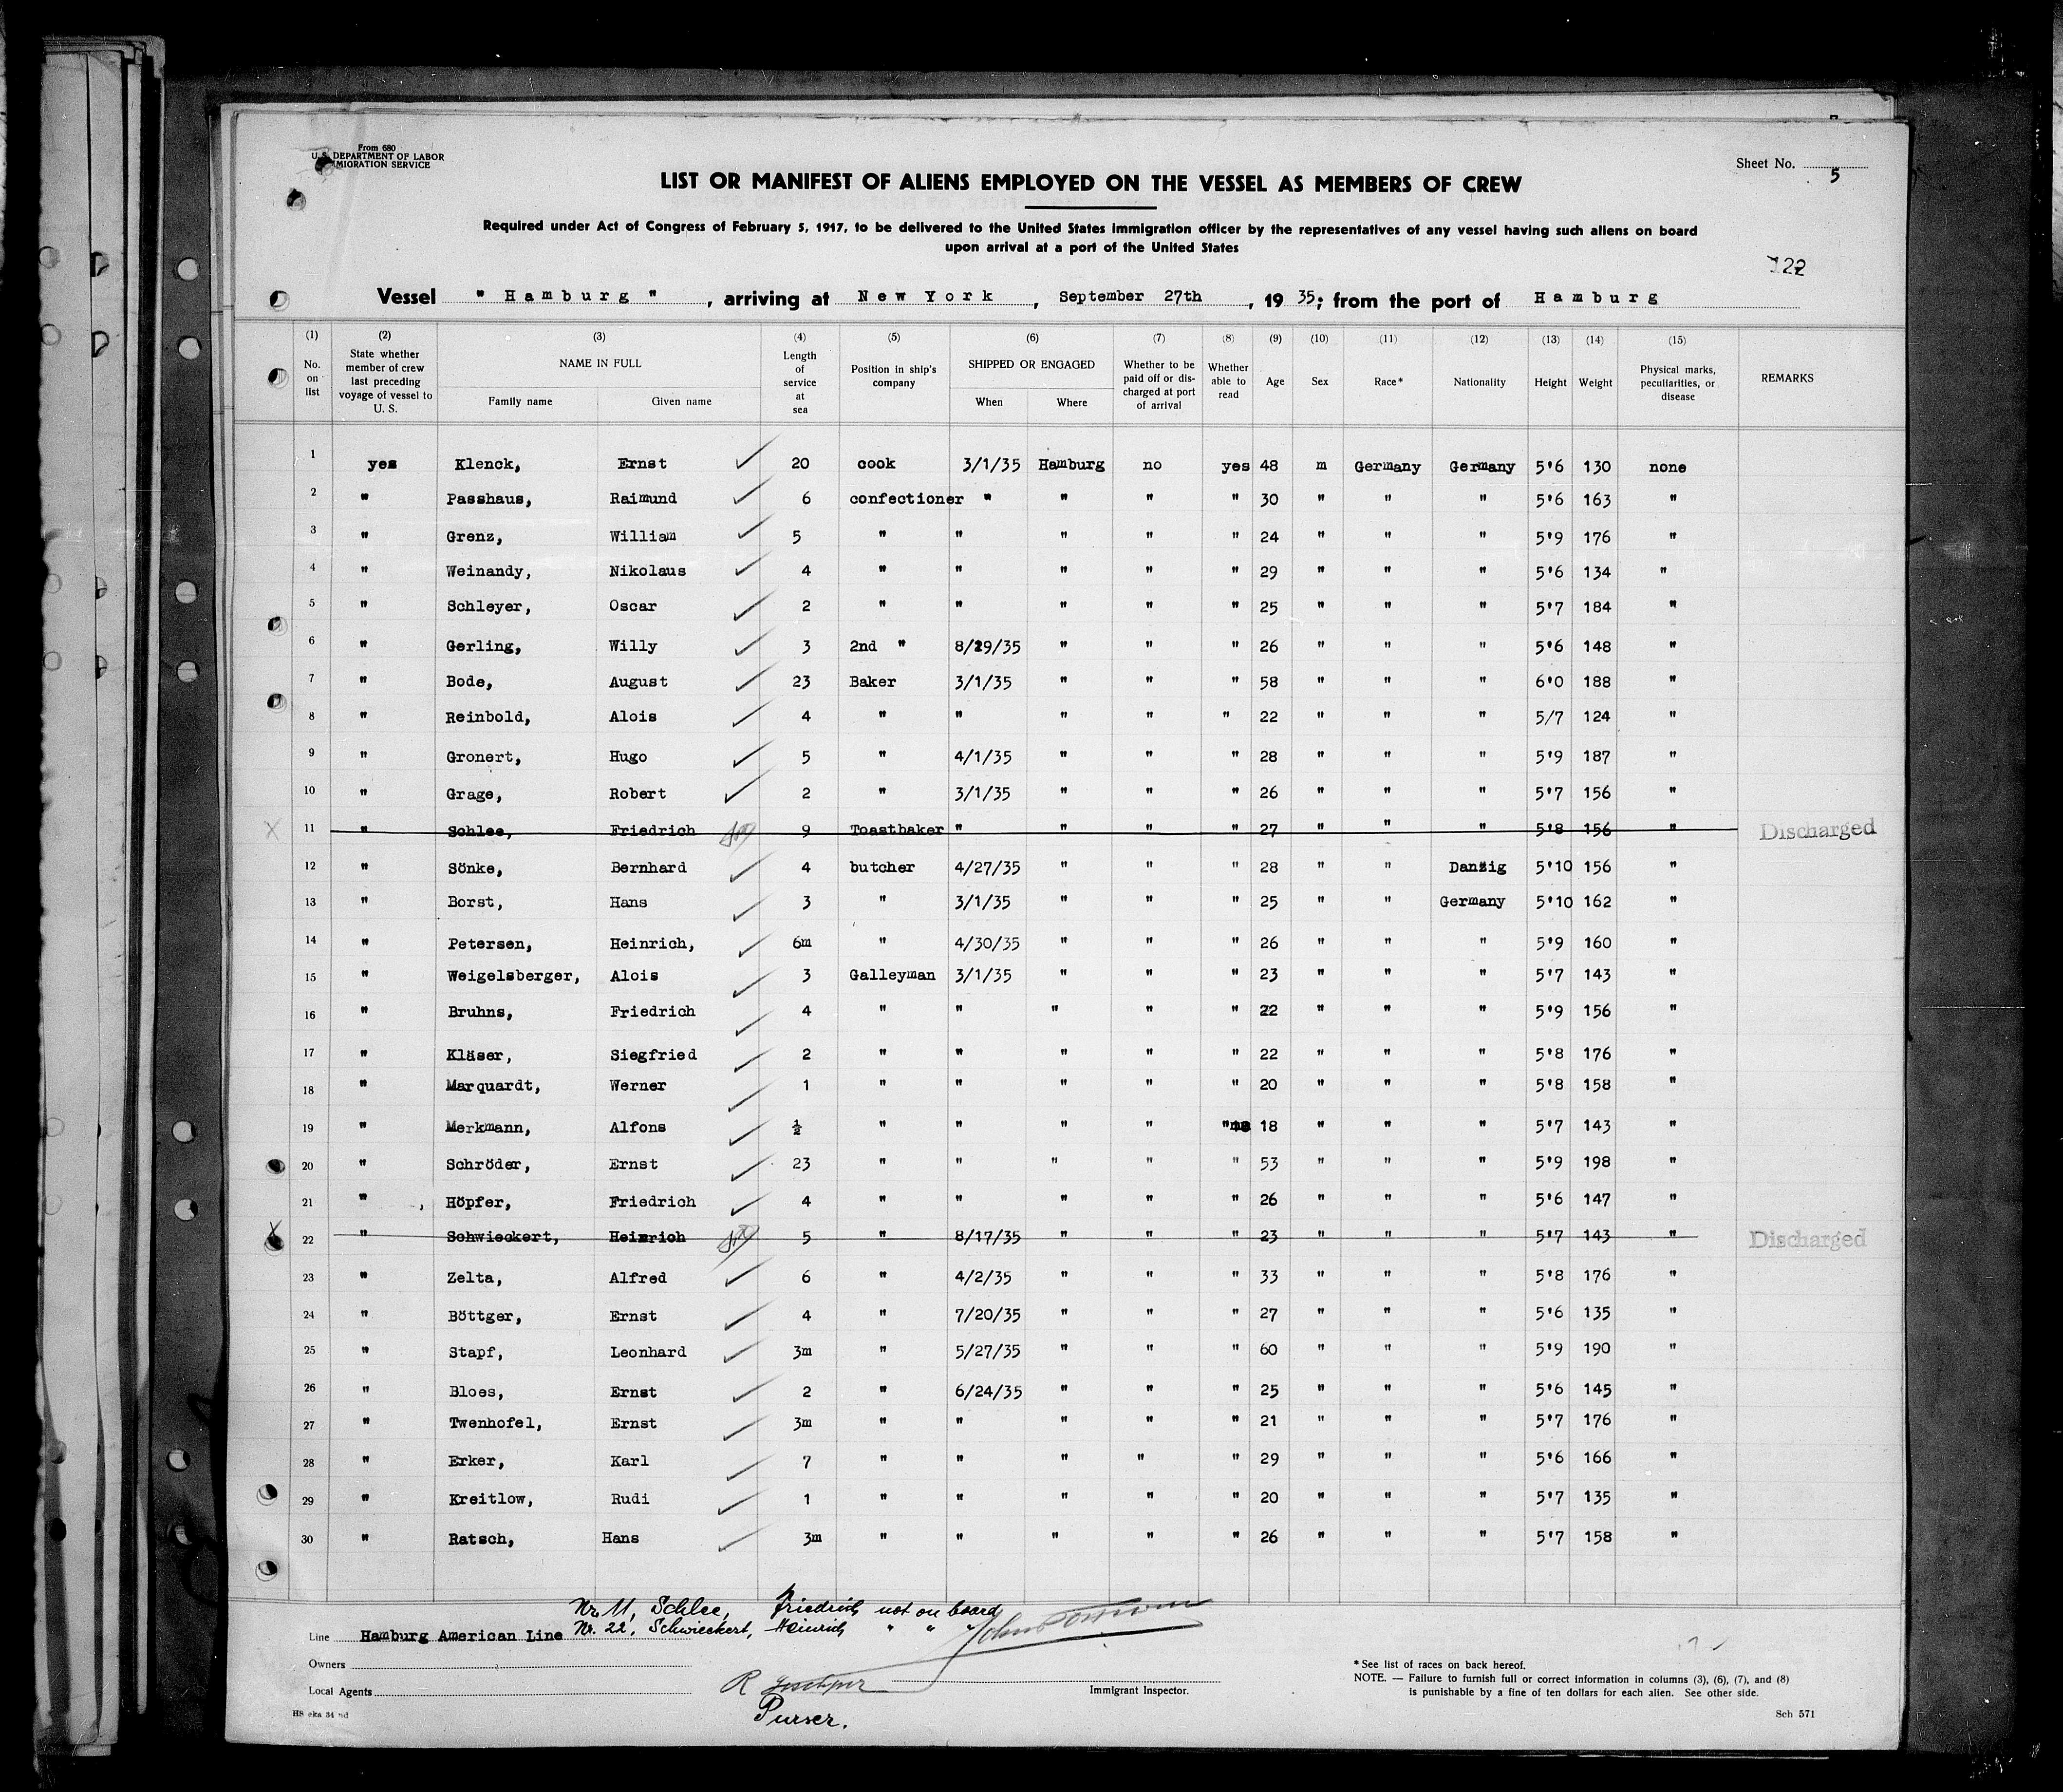 From 680
U.S. DEPARTMENT OF LABOR
IMMIGRATION SERVICE
Sheet No. 5
LIST OR MANIFEST OF ALIENS EMPLOYED ON THE VESSEL AS MEMBERS OF CREW
Required under Act of Congress of February 5, 1917, to be delivered to the United States Immigration officer by the representatives of any vessel having such aliens on board
upon arrival at a port of the United States
122
Vessel "Hamburg", arriving at New York, September 27th, 19 35; from the port of Hamburg
(1) (2) (3) (4) (5) (6) (7) (8) (9) (10) (11) (12) (13) (14) (15)
No. on list State whether member of crew last preceding voyage of vessel to U. S. NAME IN FULL Family name Given name Length of service at sea Position in ship's company SHIPPED OR ENGAGED When Where Whether to be paid off or discharged at port of arrival Whether able to read Age Sex Race* Nationality Height Weight Physical marks, peculiarities, or disease REMARKS
1 yes Klenck, Ernst 20 cook 3/1/35 Hamburg no yes 48 m Germany Germany 5'6 130 none
2 " Passhaus, Raimund 6 confectioner " " " " 30 " " " 5'6 163 "
3 " Grenz, William 5 " " " " " 24 " " " 5'9 176 "
4 " Weinandy, Nikolaus 4 " " " " " 29 " " " 5'6 134 "
5 " Schleyer, Oscar 2 " " " " " 25 " " " 5'7 184 "
6 " Gerling, Willy 3 2nd " 8/29/35 " " " 26 " " " 5'6 148 "
7 " Bode, August 23 Baker 3/1/35 " " " 58 " " " 6'0 188 "
8 " Reinbold, Alois 4 " " " " " 22 " " " 5/7 124 "
9 " Gronert, Hugo 5 " 4/1/35 " " " 28 " " " 5'9 187 "
10 " Grage, Robert 2 " 3/1/35 " " " 26 " " " 5'7 156 "
11 " Schlee, Friedrich 9 Toastbaker " " " " 27 " " " 5'8 156 " Discharged
12 " Sönke, Bernhard 4 butcher 4/27/35 " " " 28 " " Danzig 5'10 156 "
13 " Borst, Hans 3 " 3/1/35 " " " 25 " " Germany 5'10 162 "
14 " Petersen, Heinrich, 6m " 4/30/35 " " " 26 " " " 5'9 160 "
15 " Weigelsberger, Alois 3 Galleyman 3/1/35 " " " 23 " " " 5'7 143 "
16 " Bruhns, Friedrich 4 " " " " " 22 " " " 5'9 156 "
17 " Kläser, Siegfried 2 " " " " " 22 " " " 5'8 176 "
18 " Marquardt, Werner 1 " " " " " 20 " " " 5'8 158 "
19 " Merkmann, Alfons ½ " " " " " 18 " " " 5'7 143 "
20 " Schröder, Ernst 23 " " " " " 53 " " " 5'9 198 "
21 " Höpfer, Friedrich 4 " " " " " 26 " " " 5'6 147 "
22 " Schwieckert, Heinrich 5 " 8/17/35 " " " 23 " " " 5'7 143 " Discharged
23 " Zelta, Alfred 6 " 4/2/35 " " " 33 " " " 5'8 176 "
24 " Böttger, Ernst 4 " 7/20/35 " " " 27 " " " 5'6 135 "
25 " Stapf, Leonhard 3m " 5/27/35 " " " 60 " " " 5'9 190 "
26 " Bloes, Ernst 2 " 6/24/35 " " " 25 " " " 5'6 145 "
27 " Twenhofel, Ernst 3m " " " " " 21 " " " 5'7 176 "
28 " Erker, Karl 7 " " " " " 29 " " " 5'6 166 "
29 " Kreitlow, Rudi 1 " " " " " 20 " " " 5'7 135 "
30 " Ratsch, Hans 3m " " " " " 26 " " " 5'7 158 "
Nr. 11, Schlee, Friedrich not on board
Nr. 22, Schwieckert, Heinrich " " "
Line Hamburg American Line
Owners
Local Agents
Purser.
Immigrant Inspector.
* See list of races on back hereof.
NOTE. — Failure to furnish full or correct information in columns (3), (6), (7), and (8)
is punishable by a fine of ten dollars for each alien. See other side.
HS eka 34 nd
Sch 571